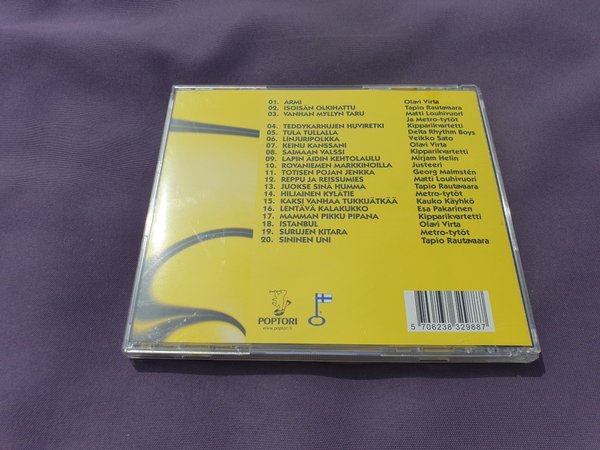 01. ARMI Olavi Virta
02. ISOISÄN OLKIHATTU Tapio Rautavaara
03. VANHAN MYLLYN TARU Matti Louhivuori
Ja Metro-tytöt
04. TEDDYKARHUJEN HUVIRETKI Kipparikvartetti
05. TULA TULLALLA Delta Rhythm Boys
06. LINJURIPOLKKA Veikko Sato
07. KEINU KANSSANI Olavi Virta
08. SAIMAAN VALSSI Kipparikvartetti
09. LAPIN ÄIDIN KEHTOLAULU Mirjam Helin
10. ROVANIEMEN MARKKINOILLA Justeeri
11. TOTISEN POJAN JENKKA Georg Malmstén
12. REPPU JA REISSUMIES Matti Louhivuori
13. JUOKSE SINÄ HUMMA Tapio Rautavaara
14. HILJAINEN KYLÄTIE Metro-tytöt
15. KAKSI VANHAA TUKKIJÄTKÄÄ Kauko Käyhkö
16. LENTÄVÄ KALAKUKKO Esa Pakarinen
17. MAMMAN PIKKU PIPANA Kipparikvartetti
18. ISTANBUL Olavi Virta
19. SURUJEN KITARA Metro-tytöt
20. SININEN UNI Tapio Rautavaara
POPTORI
www.poptori.fi
5 706238 329687